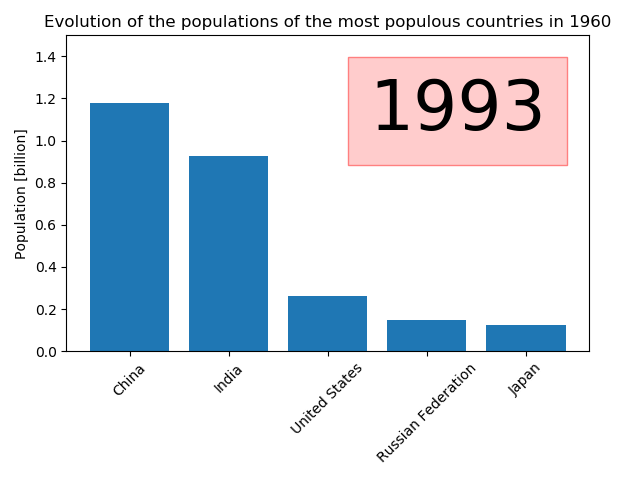 Evolution of the populations of the most populous countries in 1960
1993
Population [billion]
1.4
1.2
1.0
0.8
0.6
0.4
0.2
0.0
China
India
United States
Russian Federation
Japan